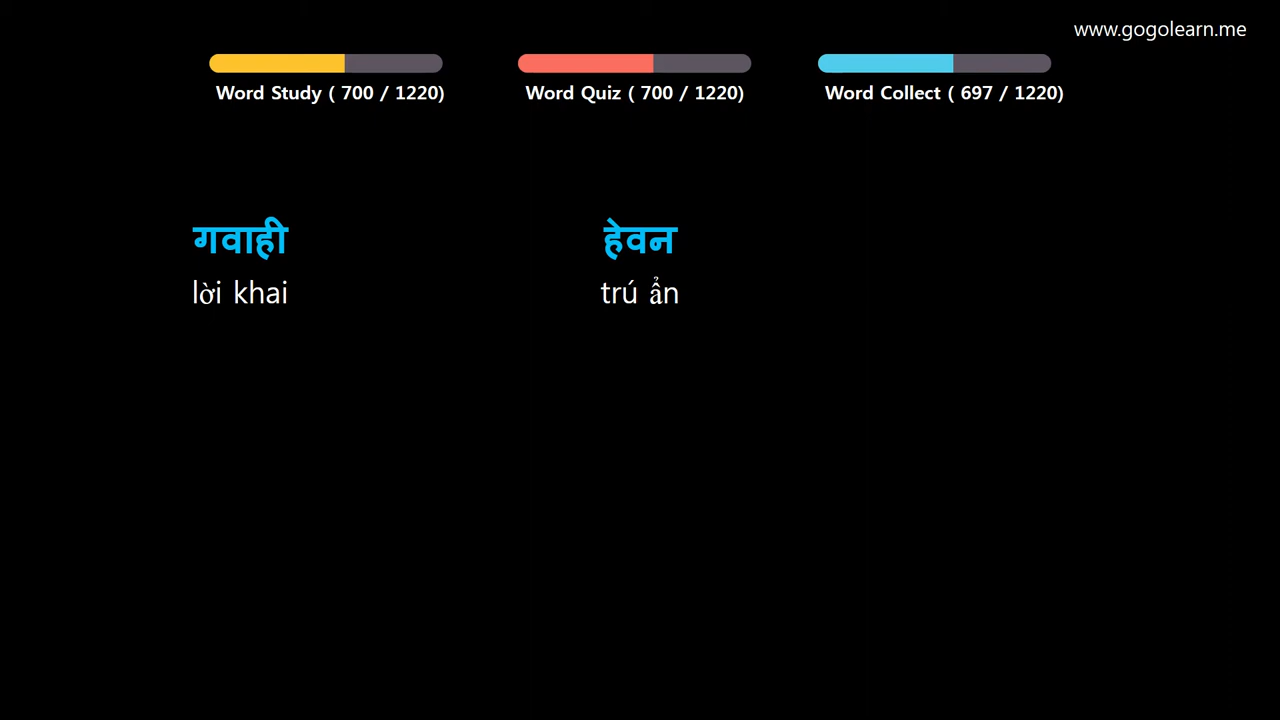 www.gogolearn.me
Word Study ( 700 / 1220)
Word Quiz ( 700 / 1220)
Word Collect ( 697 / 1220)
गवाही
lời khai
हेवन
trú ẩn